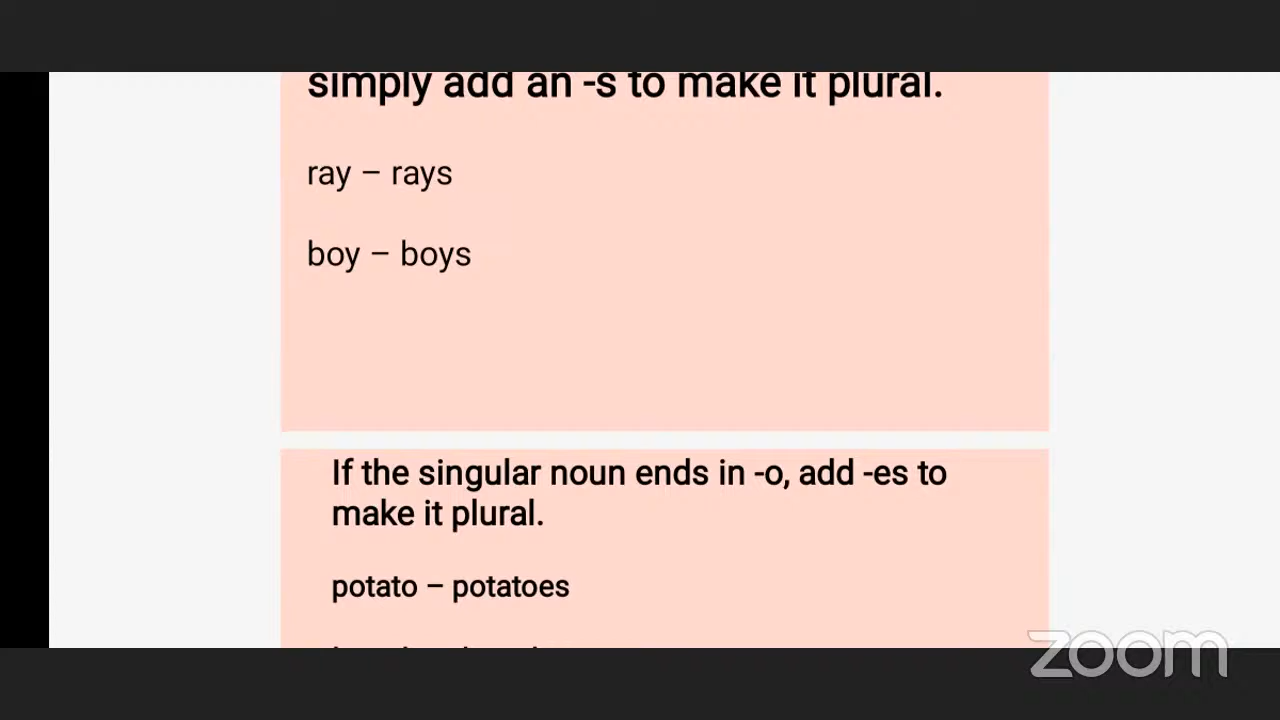 simply add an -s to make it plural.
ray – rays
boy – boys
If the singular noun ends in -o, add -es to
make it plural.
potato – potatoes
zoom